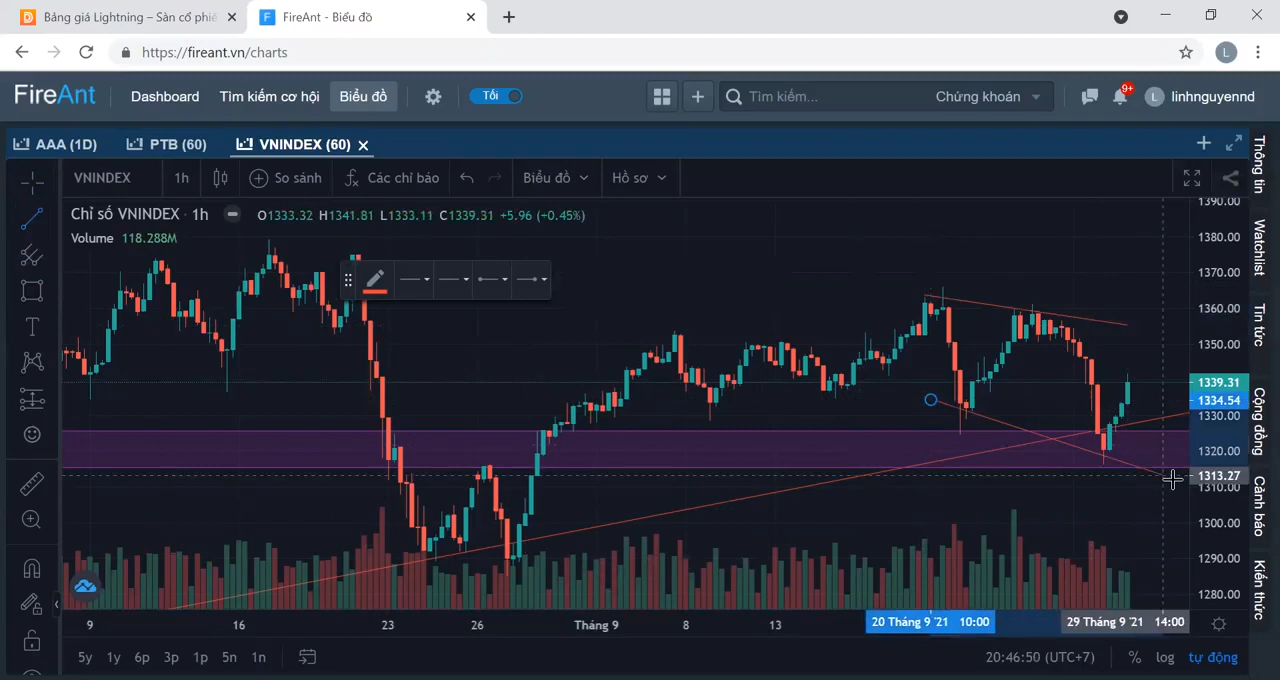 Bảng giá Lightning – Sàn cổ phiế
FireAnt - Biểu đồ
https://fireant.vn/charts
L
FireAnt
Dashboard
Tìm kiếm cơ hội
Biểu đồ
Tối
Tìm kiếm...
Chứng khoán
9+
L
linhnguyennd
AAA (1D)
PTB (60)
VNINDEX (60)
VNINDEX
1h
So sánh
Các chỉ báo
Biểu đồ
Hồ sơ
Chỉ số VNINDEX · 1h
O1333.32 H1341.81 L1333.11 C1339.31 +5.96 (+0.45%)
Volume 118.288M
1390.00
1380.00
1370.00
1360.00
1350.00
1339.31
1334.54
1330.00
1320.00
1313.27
1310.00
1300.00
1290.00
1280.00
Thông tin
Watchlist
Tin tức
Cộng đồng
Cảnh báo
Kiến thức
9
16
23
26
Tháng 9
8
13
20 Tháng 9 '21 10:00
29 Tháng 9 '21 14:00
5y
1y
6p
3p
1p
5n
1n
20:46:50 (UTC+7)
%
log
tự động